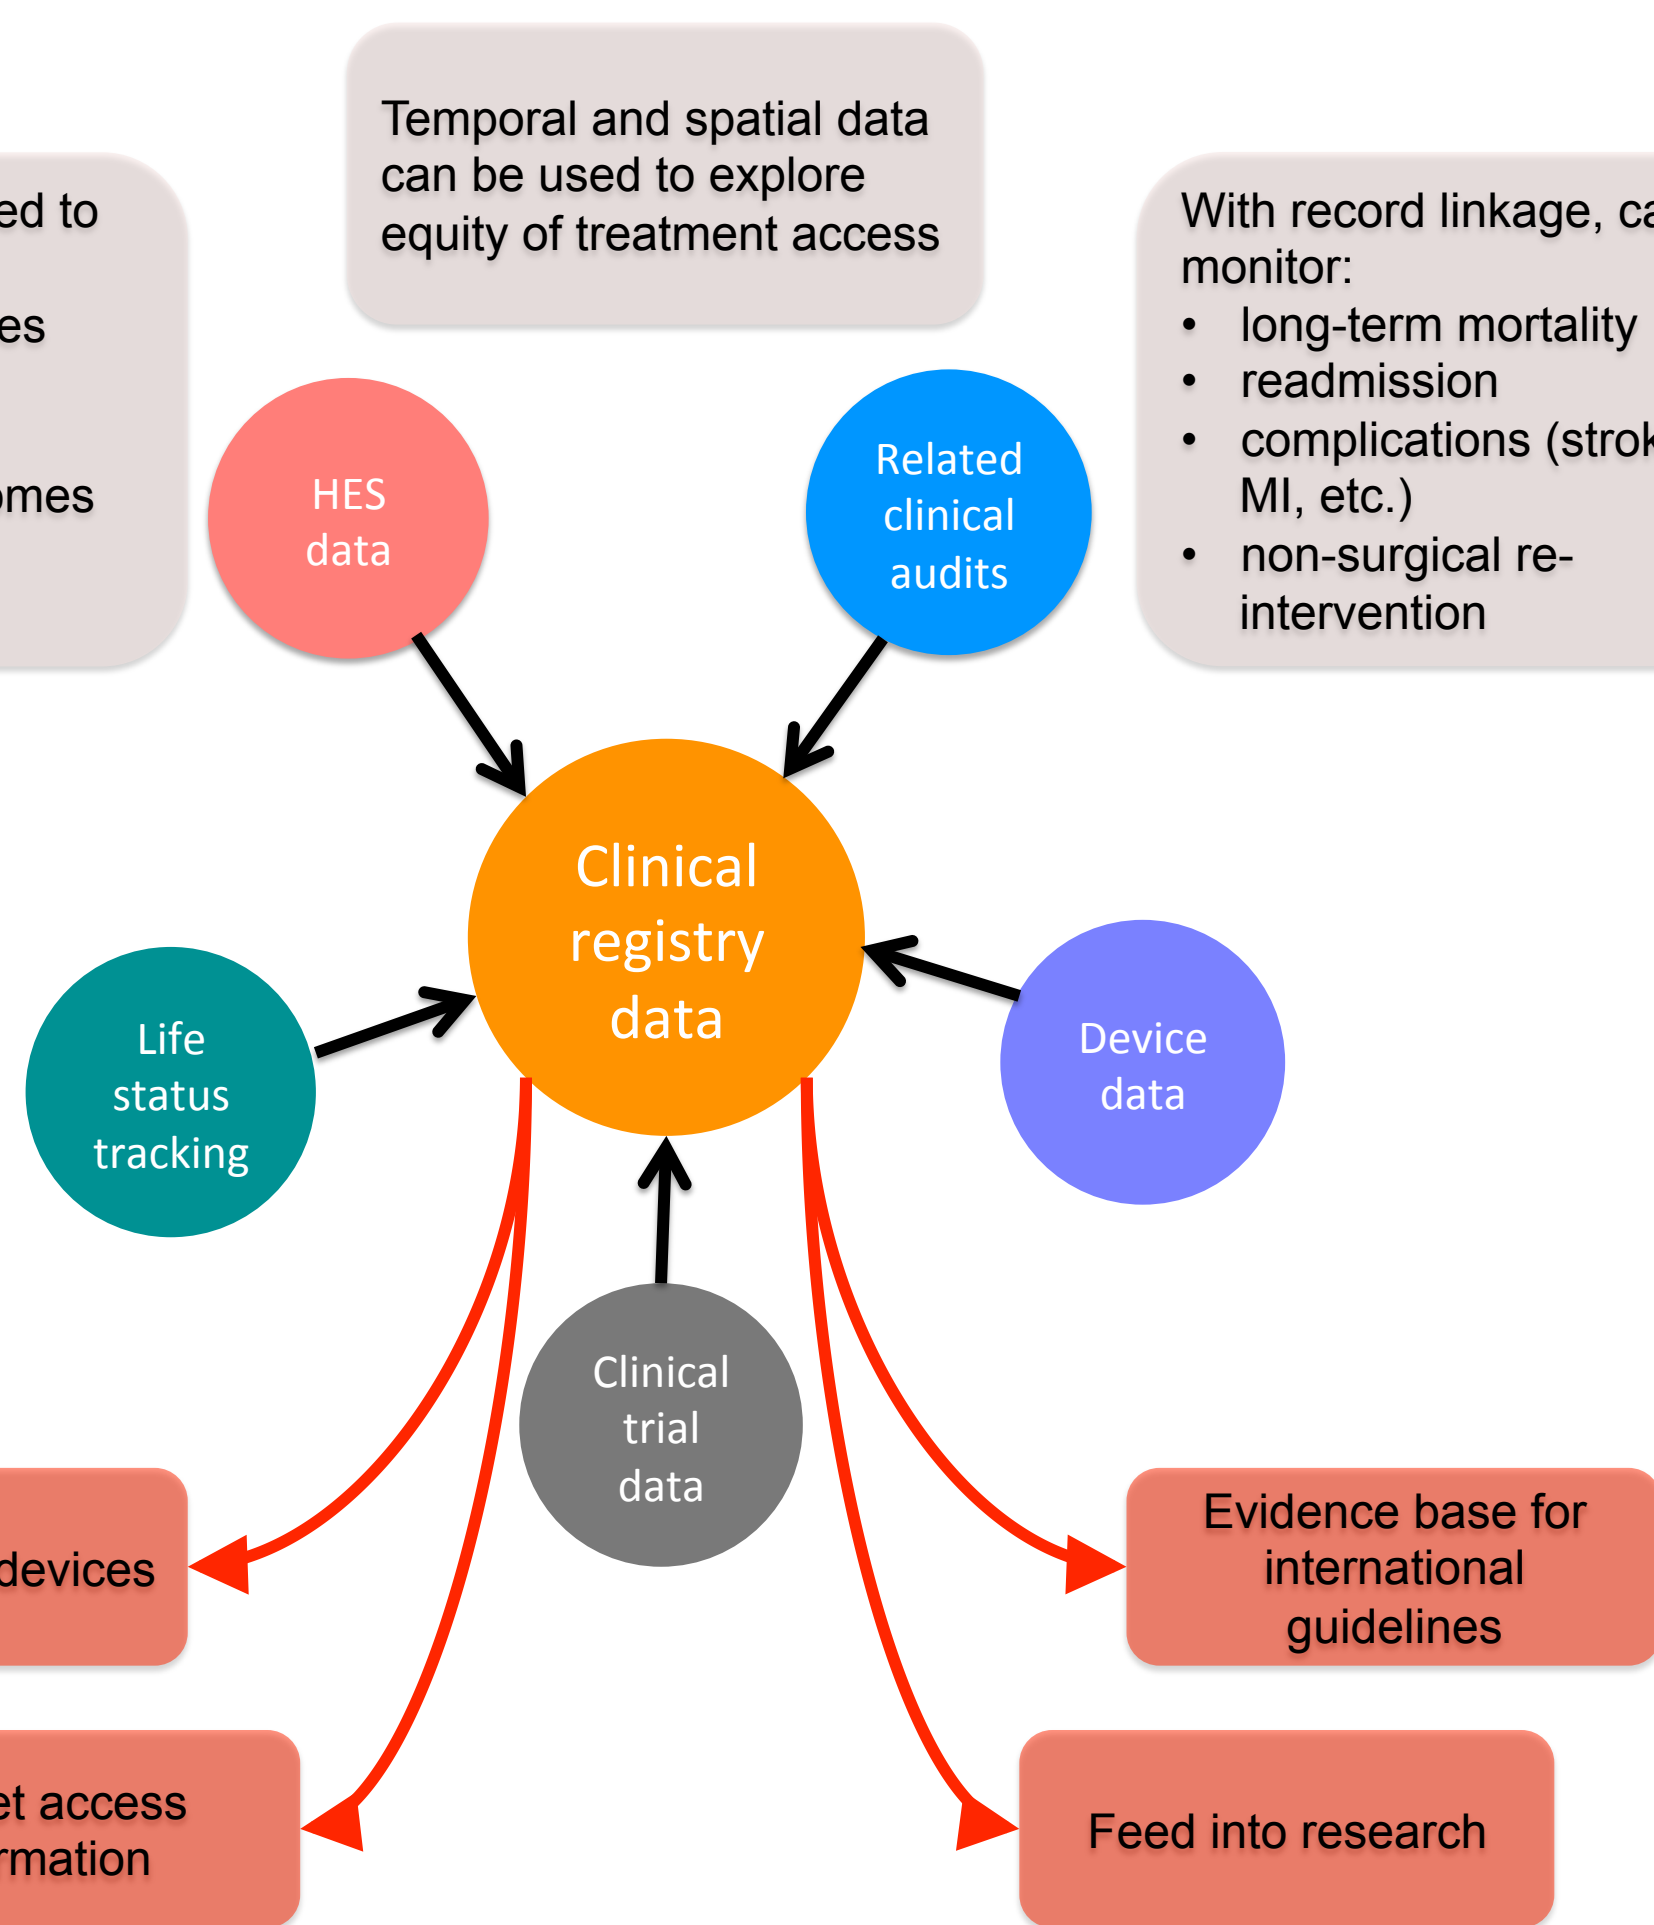 Temporal and spatial data
can be used to explore
equity of treatment access
to
With record linkage,
monitor:
• long-term mortality
• readmission
• complications
MI, etc.)
• non-surgical re-
intervention
HES
data
Related
clinical
audits
Clinical
registry
data
Life
status
tracking
Device
data
Clinical
trial
data
devices
Evidence base for
international
guidelines
access
Feed into research